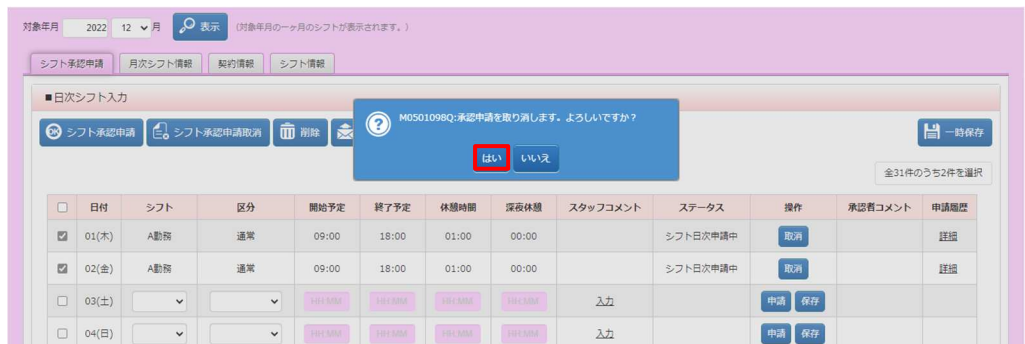 対象年月 2022 12 月 表示 (対象年月の一ヶ月のシフトが表示されます。)
シフト承認申請 月次シフト情報 契約情報 シフト情報
■日次シフト入力
M0501098Q:承認申請を取り消します。よろしいですか?
OK シフト承認申請 シフト承認申請取消 削除 一時保存
はい いいえ
全31件のうち2件を選択
日付 シフト 区分 開始予定 終了予定 休憩時間 深夜休憩 スタッフコメント ステータス 操作 承認者コメント 申請履歴
01(木) A勤務 通常 09:00 18:00 01:00 00:00 シフト日次申請中 取消 詳細
02(金) A勤務 通常 09:00 18:00 01:00 00:00 シフト日次申請中 取消 詳細
03(土) HH:MM HH:MM HH:MM HH:MM 入力 申請 保存
04(日) HH:MM HH:MM HH:MM HH:MM 入力 申請 保存